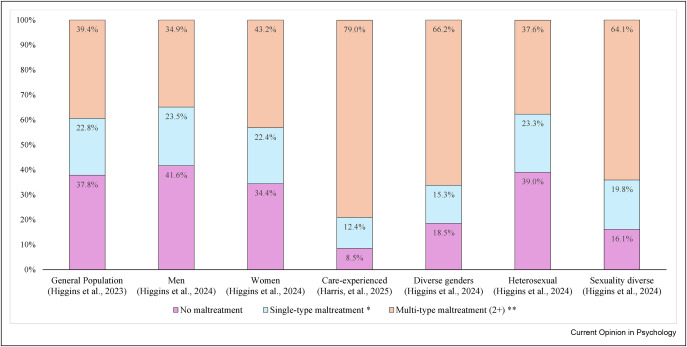 100%
90%
80%
70%
60%
50%
40%
30%
20%
10%
0%
39.4% 34.9% 43.2% 79.0% 66.2% 37.6% 64.1%
22.8% 23.5% 22.4% 12.4% 15.3% 23.3% 19.8%
37.8% 41.6% 34.4% 8.5% 18.5% 39.0% 16.1%
General Population Men Women Care-experienced Diverse genders Heterosexual Sexuality diverse
(Higgins et al., 2023) (Higgins et al., 2024) (Higgins et al., 2024) (Harris, et al., 2025) (Higgins et al., 2024) (Higgins et al., 2024) (Higgins et al., 2024)
No maltreatment Single-type maltreatment * Multi-type maltreatment (2+) **
Current Opinion in Psychology